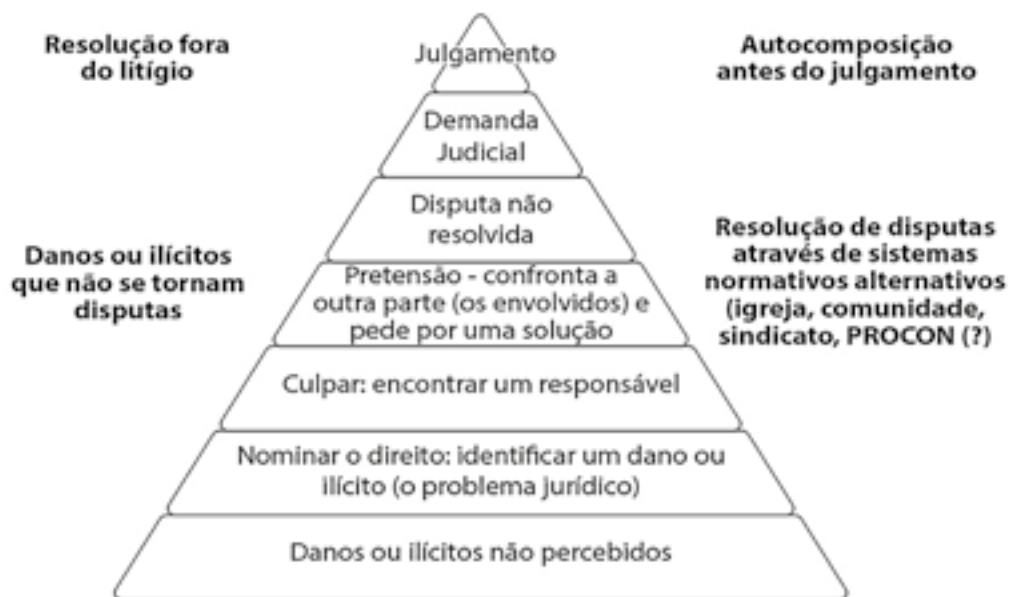 Resolução fora
do litígio
Julgamento
Autocomposição
antes do julgamento
Demanda
Judicial
Disputa não
resolvida
Danos ou ilícitos
que não se tornam
disputas
Pretensão - confronta a
outra parte (os envolvidos) e
pede por uma solução
Resolução de disputas
através de sistemas
normativos alternativos
(igreja, comunidade,
sindicato, PROCON (?)
Culpar: encontrar um responsável
Nominar o direito: identificar um dano ou
ilícito (o problema jurídico)
Danos ou ilícitos não percebidos